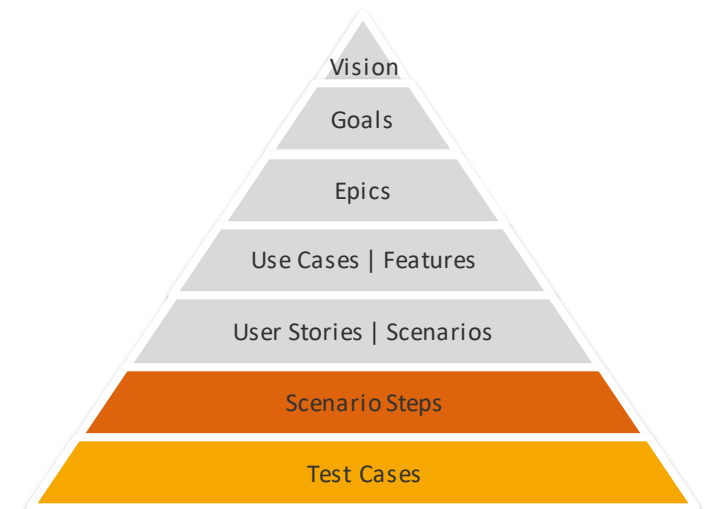 Vision
Goals
Epics
Use Cases | Features
User Stories | Scenarios
Scenario Steps
Test Cases